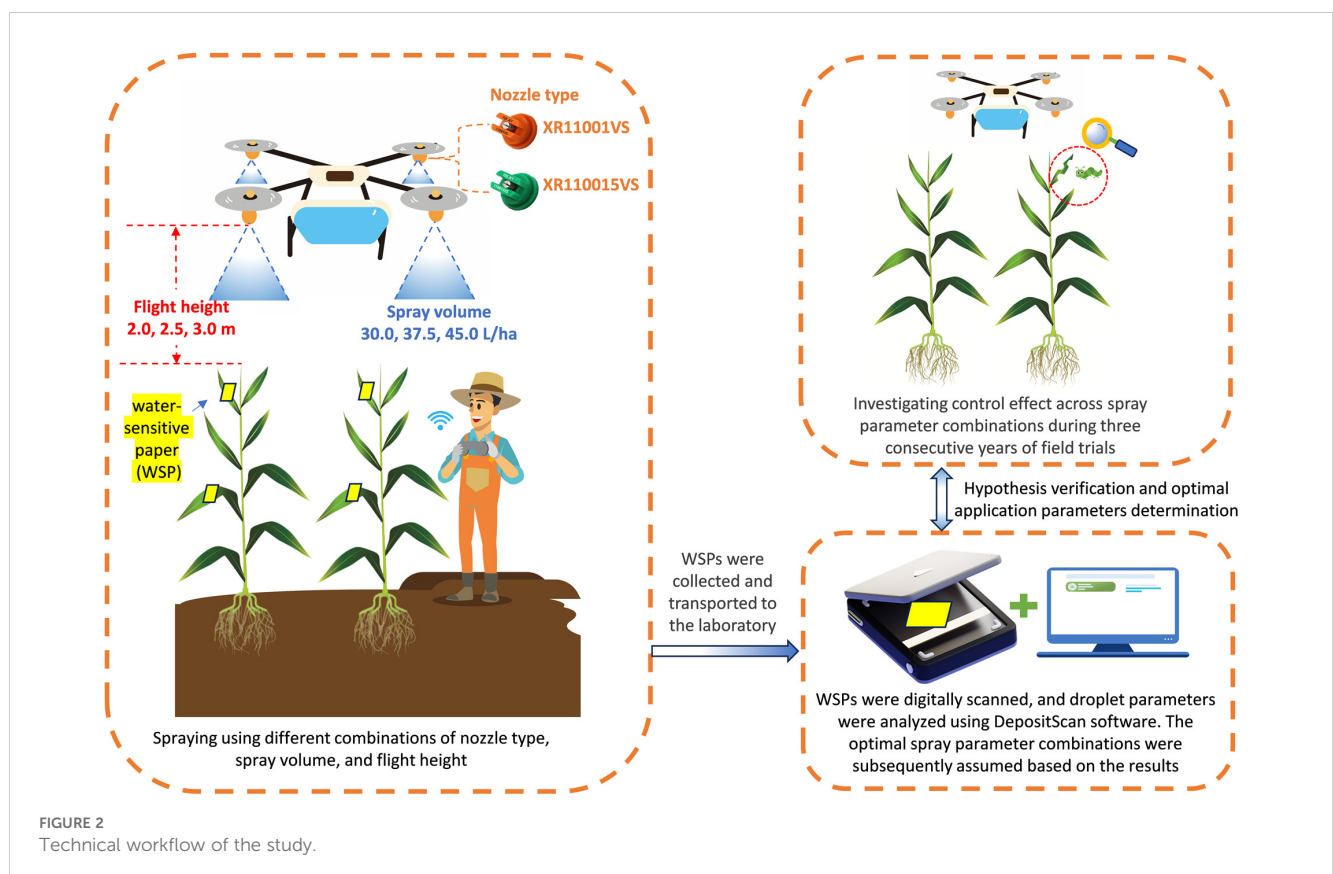 Nozzle type
XR11001VS
XR110015VS
Flight height
2.0, 2.5, 3.0 m
Spray volume
30.0, 37.5, 45.0 L/ha
water-
sensitive
paper
(WSP)
Spraying using different combinations of nozzle type,
spray volume, and flight height
WSPs were
collected and
transported to
the laboratory
Investigating control effect across spray
parameter combinations during three
consecutive years of field trials
Hypothesis verification and optimal
application parameters determination
WSPs were digitally scanned, and droplet parameters
were analyzed using DepositScan software. The
optimal spray parameter combinations were
subsequently assumed based on the results
FIGURE 2
Technical workflow of the study.